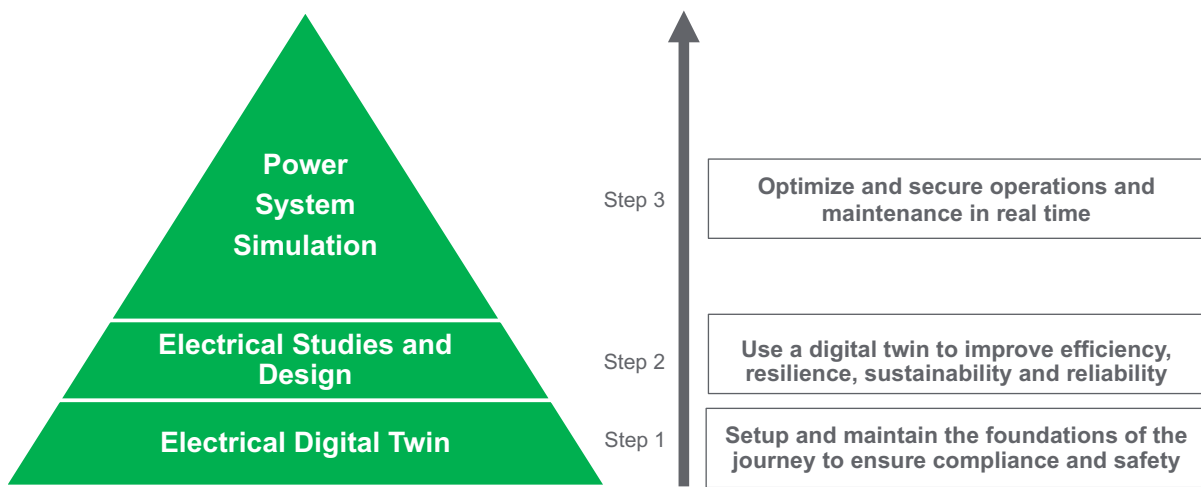 Power
System
Simulation
Step 3
Optimize and secure operations and
maintenance in real time
Electrical Studies and
Design
Step 2
Use a digital twin to improve efficiency,
resilience, sustainability and reliability
Electrical Digital Twin
Step 1
Setup and maintain the foundations of the
journey to ensure compliance and safety